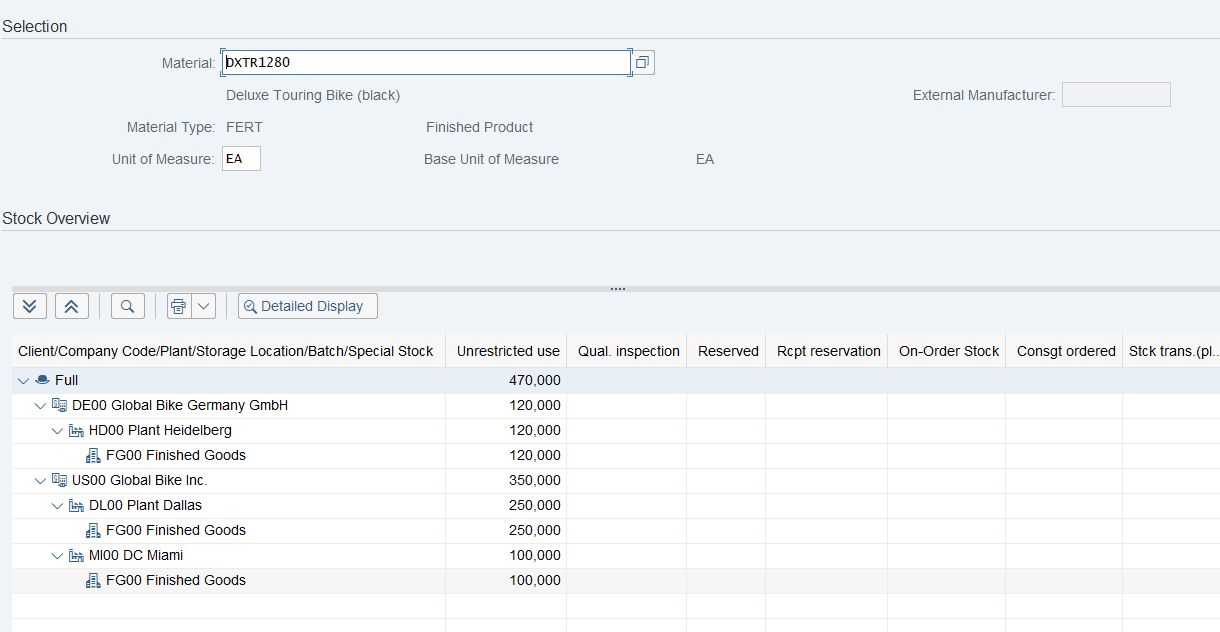 Selection
Material: DXTR1280
Deluxe Touring Bike (black) External Manufacturer:
Material Type: FERT Finished Product
Unit of Measure: EA Base Unit of Measure EA
Stock Overview
Detailed Display
Client/Company Code/Plant/Storage Location/Batch/Special Stock Unrestricted use Qual. inspection Reserved Rcpt reservation On-Order Stock Consgt ordered Stck trans.(pl...
Full 470,000
DE00 Global Bike Germany GmbH 120,000
HD00 Plant Heidelberg 120,000
FG00 Finished Goods 120,000
US00 Global Bike Inc. 350,000
DL00 Plant Dallas 250,000
FG00 Finished Goods 250,000
MI00 DC Miami 100,000
FG00 Finished Goods 100,000